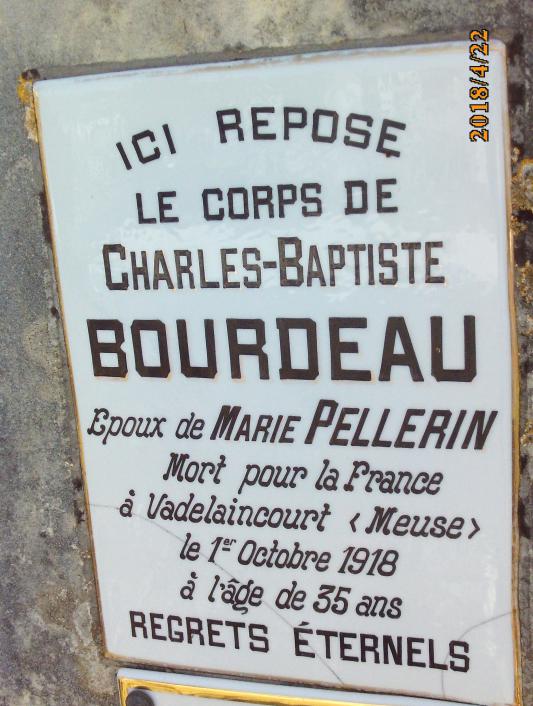 2018/4/22
ICI REPOSE
LE CORPS DE
CHARLES-BAPTISTE
BOURDEAU
Epoux de MARIE PELLERIN
Mort pour la France
à Vadelaincourt <Meuse>
le 1er Octobre 1918
à l'âge de 35 ans
REGRETS ÉTERNELS